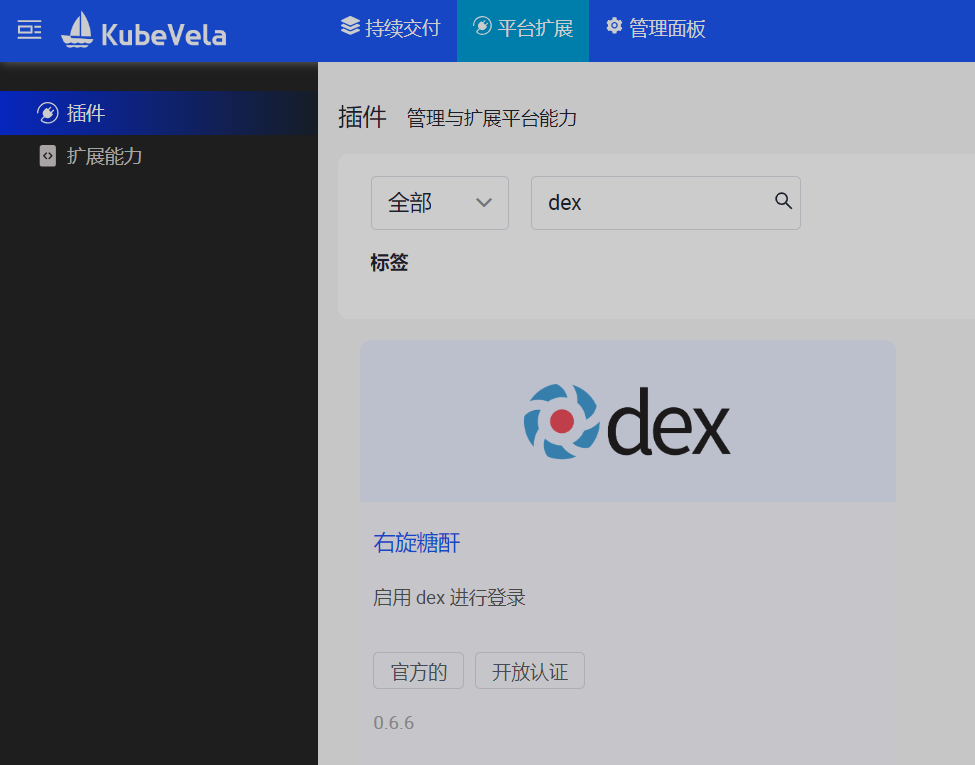 KubeVela 持续交付 平台扩展 管理面板
插件
扩展能力
插件 管理与扩展平台能力
全部 dex
标签
dex
右旋糖酐
启用 dex 进行登录
官方的 开放认证
0.6.6